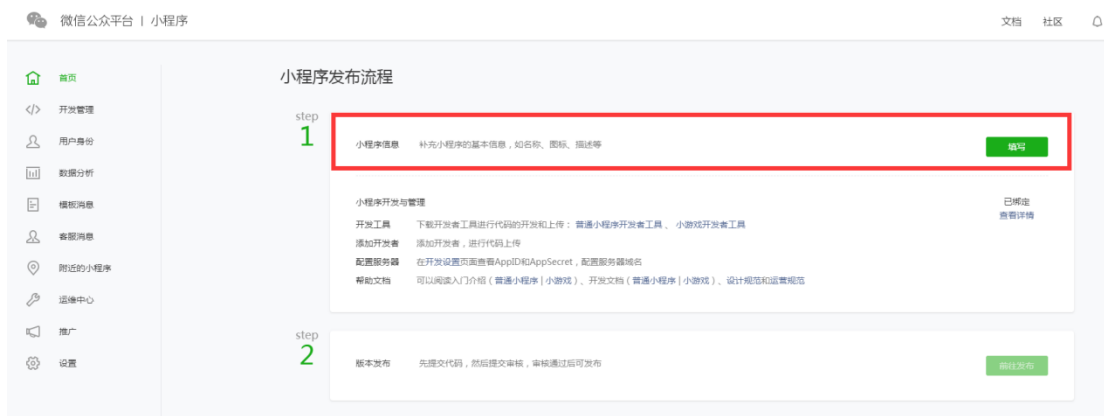 微信公众平台 | 小程序
文档 社区
首页
开发管理
用户身份
数据分析
模板消息
客服消息
附近的小程序
运维中心
推广
设置
小程序发布流程
step
1
小程序信息 补充小程序的基本信息，如名称、图标、描述等
填写
小程序开发与管理
已绑定
查看详情
开发工具 下载开发者工具进行代码的开发和上传：普通小程序开发者工具、小游戏开发者工具
添加开发者 添加开发者，进行代码上传
配置服务器 在开发设置页面查看AppID和AppSecret，配置服务器域名
帮助文档 可以阅读入门介绍（普通小程序 | 小游戏）、开发文档（普通小程序 | 小游戏）、设计规范和运营规范
step
2
版本发布 先提交代码，然后提交审核，审核通过后可发布
前往发布